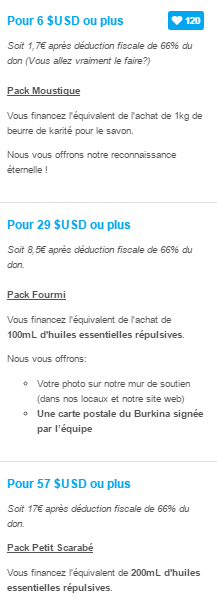 Pour 6 $USD ou plus
120
Soit 1,7€ après déduction fiscale de 66% du
don (Vous allez vraiment le faire?)
Pack Moustique
Vous financez l'équivalent de l'achat de 1kg de
beurre de karité pour le savon.
Nous vous offrons notre reconnaissance
éternelle !
Pour 29 $USD ou plus
Soit 8,5€ après déduction fiscale de 66% du
don.
Pack Fourmi
Vous financez l'équivalent de l'achat de
100mL d'huiles essentielles répulsives.
Nous vous offrons:
Votre photo sur notre mur de soutien
(dans nos locaux et notre site web)
Une carte postale du Burkina signée
par l'équipe
Pour 57 $USD ou plus
Soit 17€ après déduction fiscale de 66% du
don.
Pack Petit Scarabé
Vous financez l'équivalent de 200mL d'huiles
essentielles répulsives.